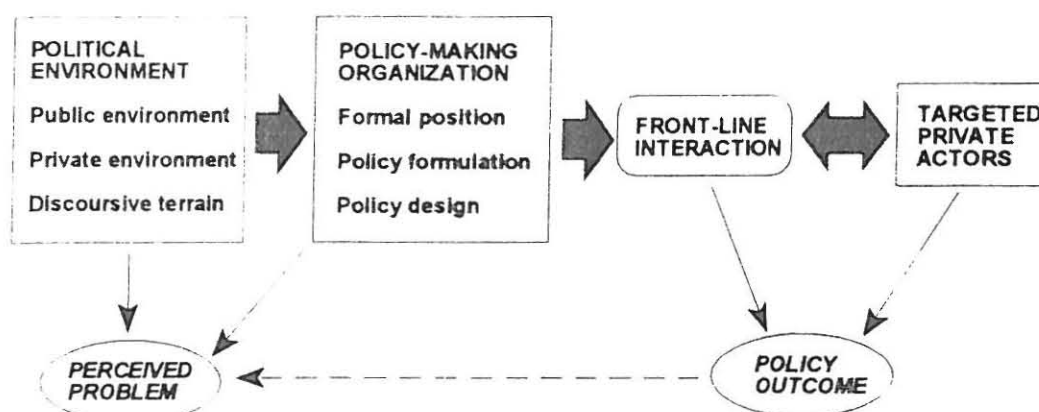 POLITICAL
ENVIRONMENT
Public environment
Private environment
Discoursive terrain
POLICY-MAKING
ORGANIZATION
Formal position
Policy formulation
Policy design
FRONT-LINE
INTERACTION
TARGETED
PRIVATE
ACTORS
PERCEIVED
PROBLEM
POLICY
OUTCOME